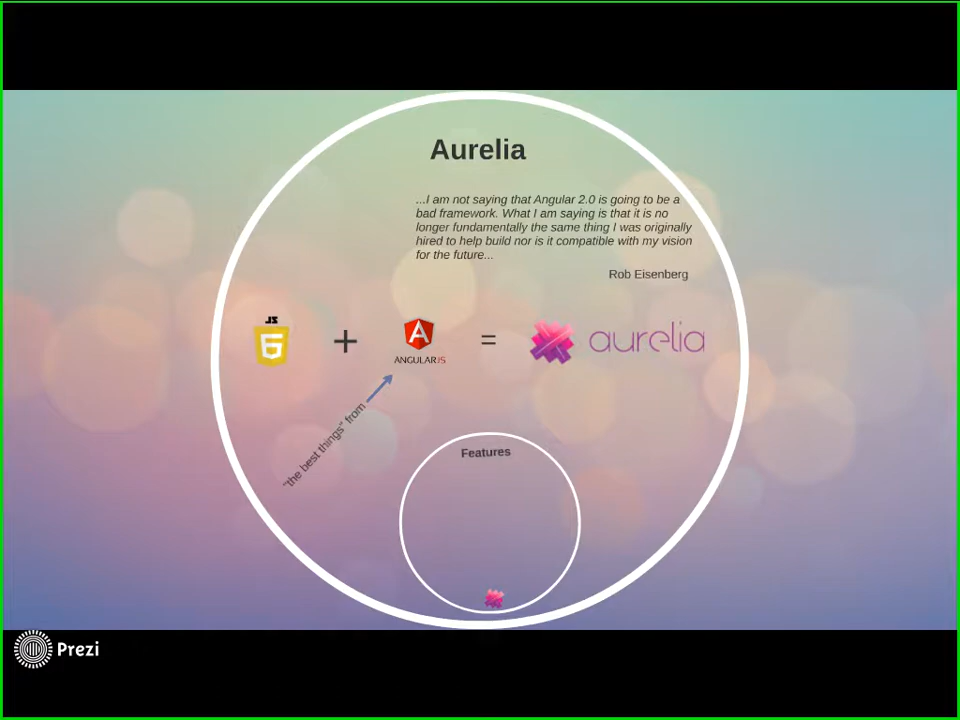 Aurelia
...I am not saying that Angular 2.0 is going to be a
bad framework. What I am saying is that it is no
longer fundamentally the same thing I was originally
hired to help build nor is it compatible with my vision
for the future...
Rob Eisenberg
JS
6
+
A
ANGULARJS
=
aurelia
"the best things" from
Features
Prezi